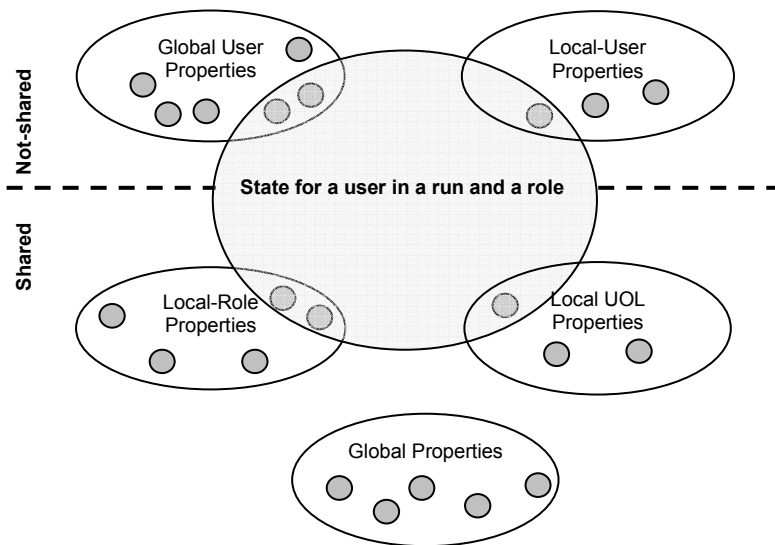 Global User
Properties
Local-User
Properties
Not-shared
State for a user in a run and a role
Shared
Local-Role
Properties
Local UOL
Properties
Global Properties